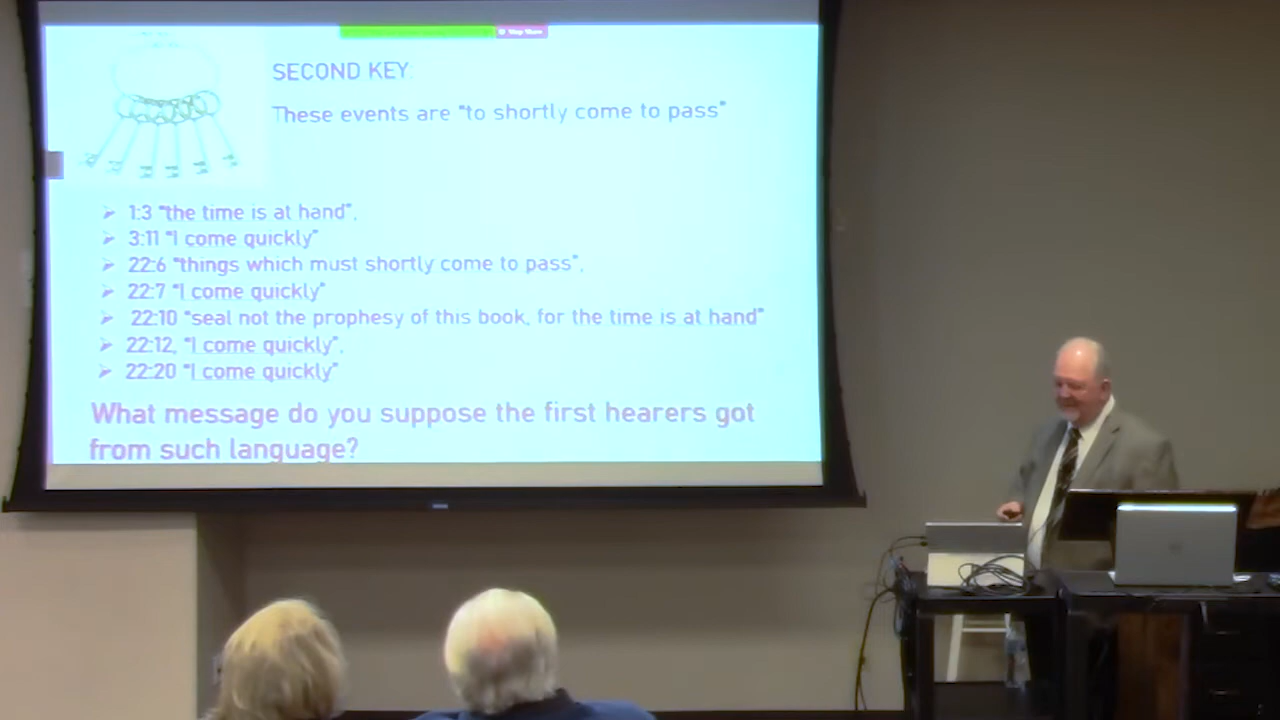 Stop Share
SECOND KEY:
These events are "to shortly come to pass"
➤ 1:3 "the time is at hand",
➤ 3:11 "I come quickly"
➤ 22:6 "things which must shortly come to pass",
➤ 22:7 "I come quickly"
➤ 22:10 "seal not the prophesy of this book, for the time is at hand"
➤ 22:12, "I come quickly",
➤ 22:20 "I come quickly"
What message do you suppose the first hearers got
from such language?